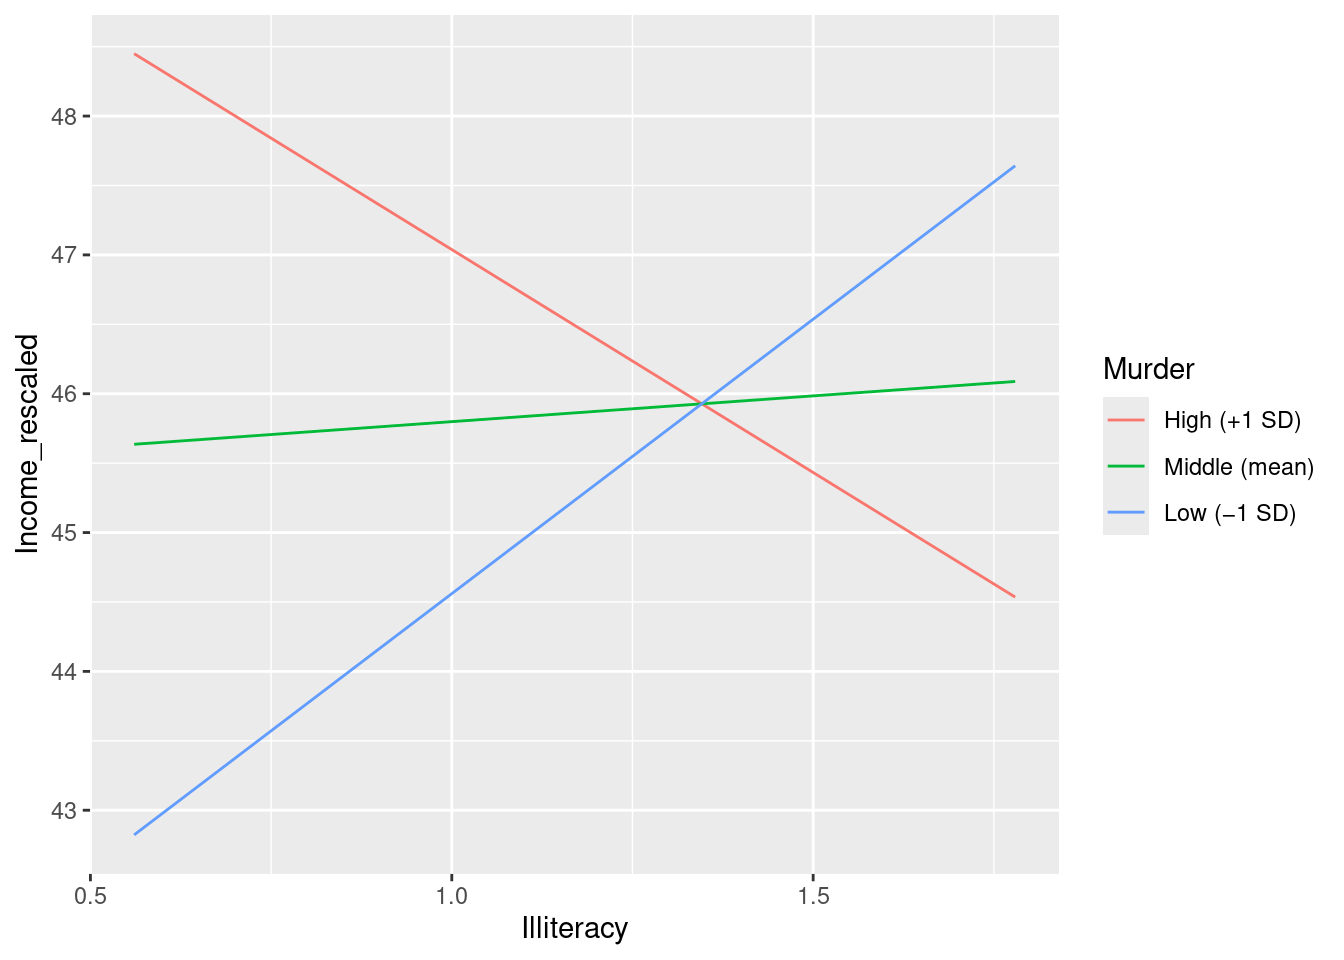 48
47
46
45
44
43
Income_rescaled
0.5
1.0
1.5
Illiteracy
Murder
High (+1 SD)
Middle (mean)
Low (−1 SD)